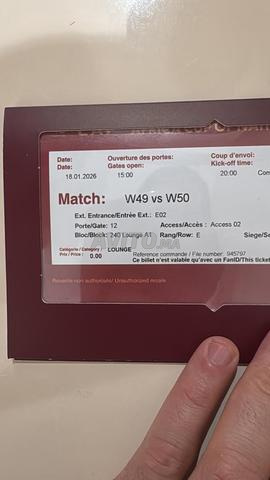 Date: Ouverture des portes: Coup d'envoi:
Date: Gates open: Kick-off time:
18.01.2026 15:00 20:00
Match: W49 vs W50
Ext. Entrance/Entrée Ext.: E02
Porte/Gate: 12 Access/Accès : Access 02
Bloc/Block: 240 Lounge A1 Rang/Row: E
Catégorie / Category : LOUNGE
Prix / Price : 0.00
Reference commande / File number: 945797
Ce billet n'est valable qu'avec un FanID/This ticket
Revente non authorisée/ Unauthorized resale